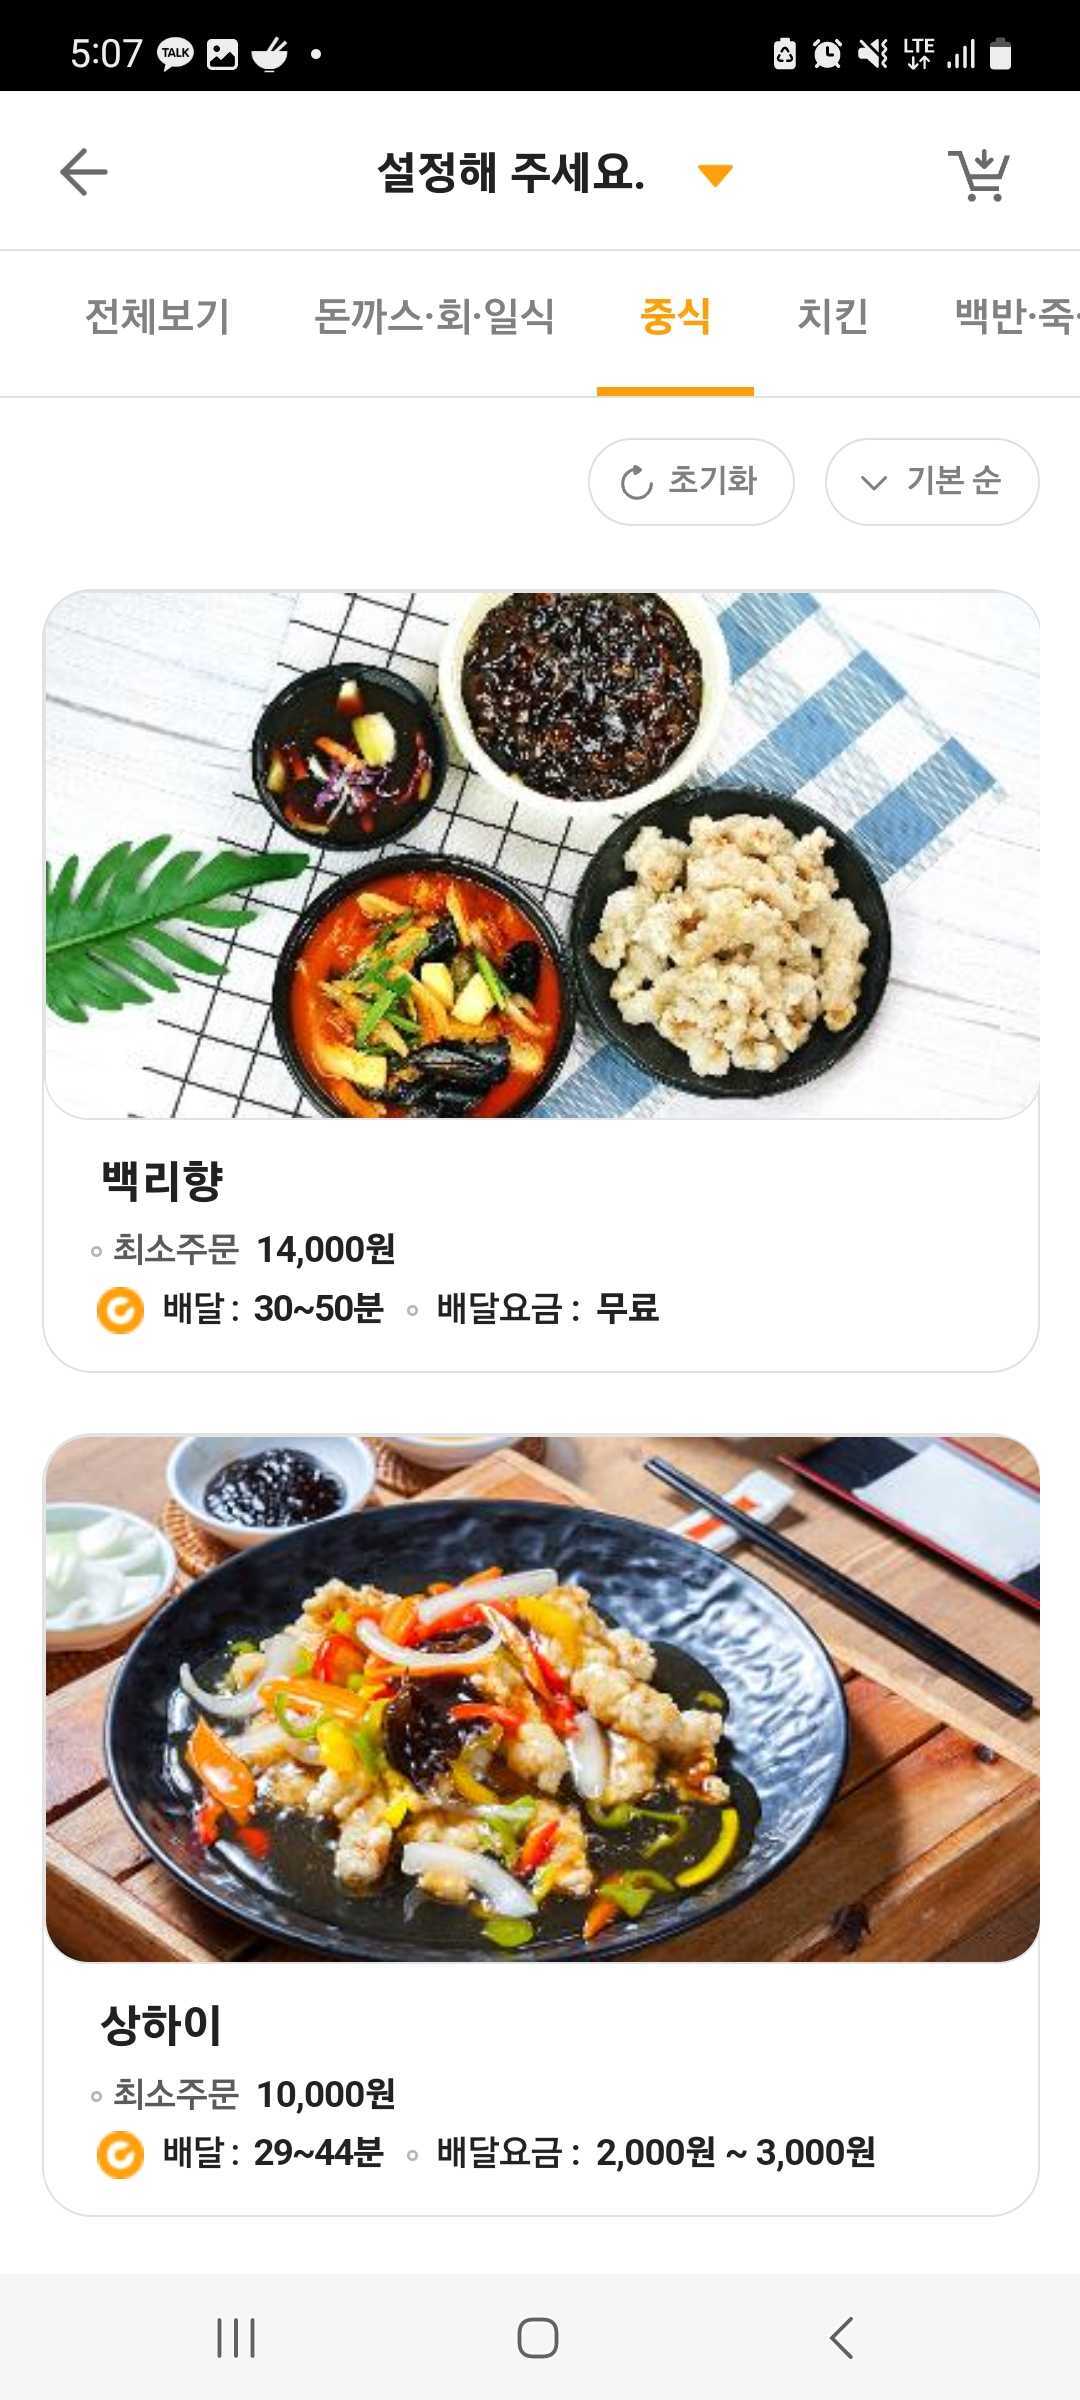 5:07 TALK LTE
설정해 주세요.
전체보기 돈까스·회·일식 중식 치킨 백반·죽·
초기화 기본 순
백리향
최소주문 14,000원
배달 : 30~50분 배달요금 : 무료
상하이
최소주문 10,000원
배달 : 29~44분 배달요금 : 2,000원 ~ 3,000원